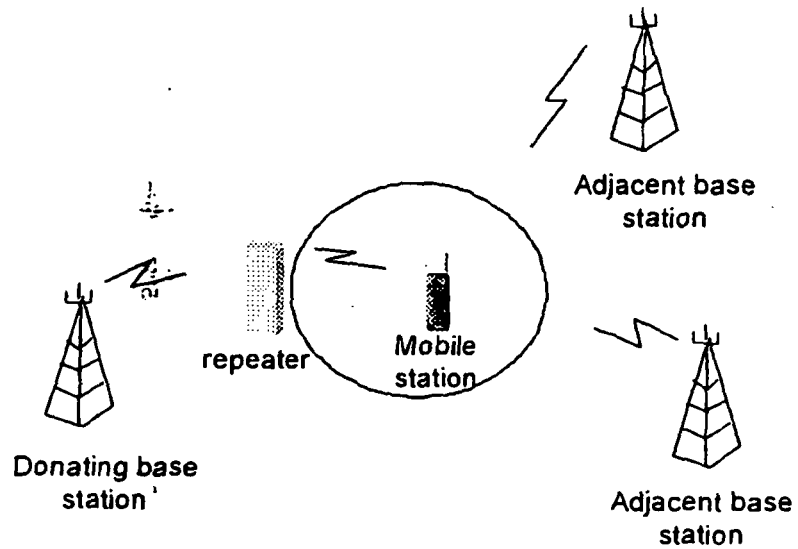 Adjacent base
station
repeater
Mobile
station
Donating base
station
Adjacent base
station